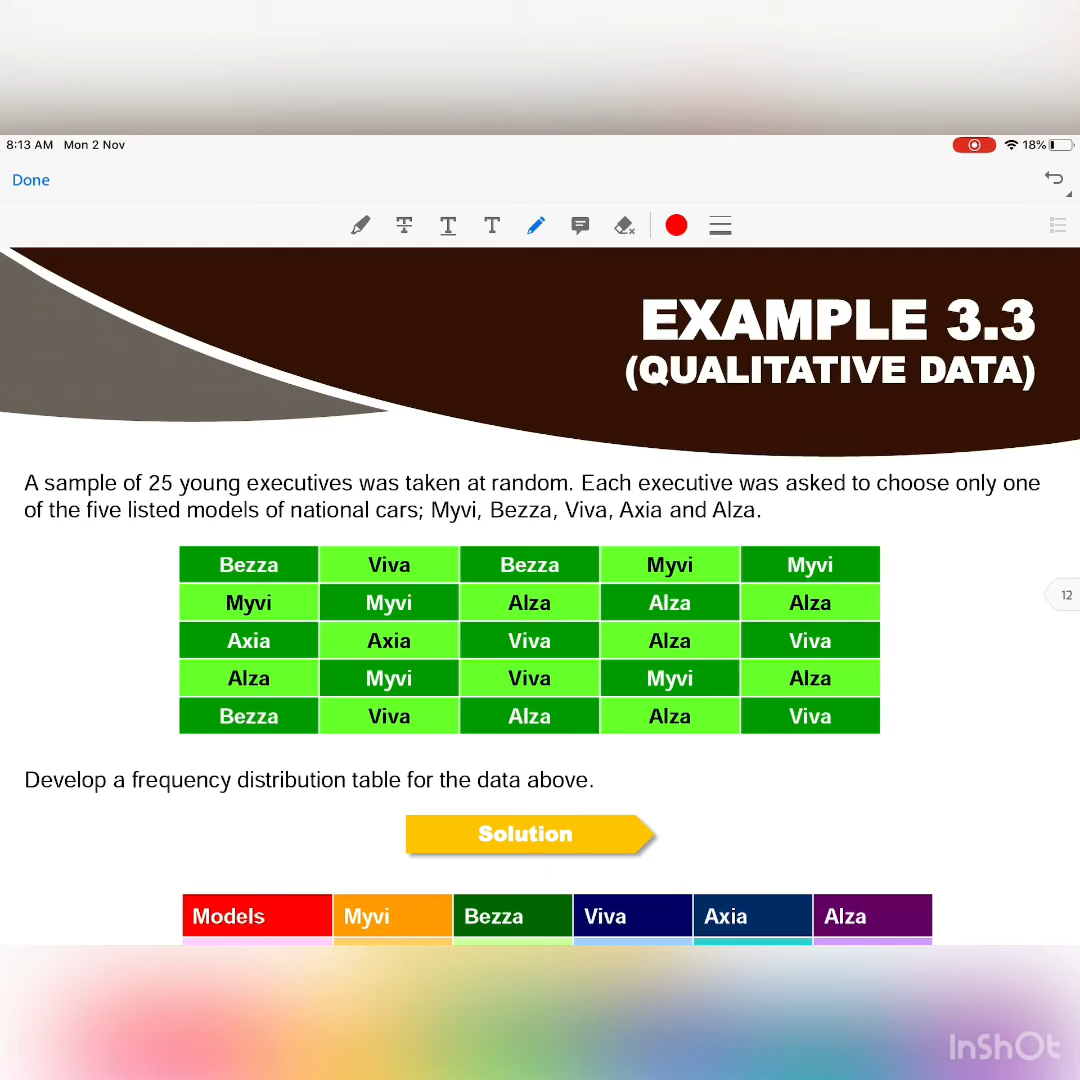 8:13 AM Mon 2 Nov
18%
Done
T T T
EXAMPLE 3.3
(QUALITATIVE DATA)
A sample of 25 young executives was taken at random. Each executive was asked to choose only one
of the five listed models of national cars; Myvi, Bezza, Viva, Axia and Alza.
Bezza Viva Bezza Myvi Myvi
Myvi Myvi Alza Alza Alza
12
Axia Axia Viva Alza Viva
Alza Myvi Viva Myvi Alza
Bezza Viva Alza Alza Viva
Develop a frequency distribution table for the data above.
Solution
Models Myvi Bezza Viva Axia Alza
InShOt